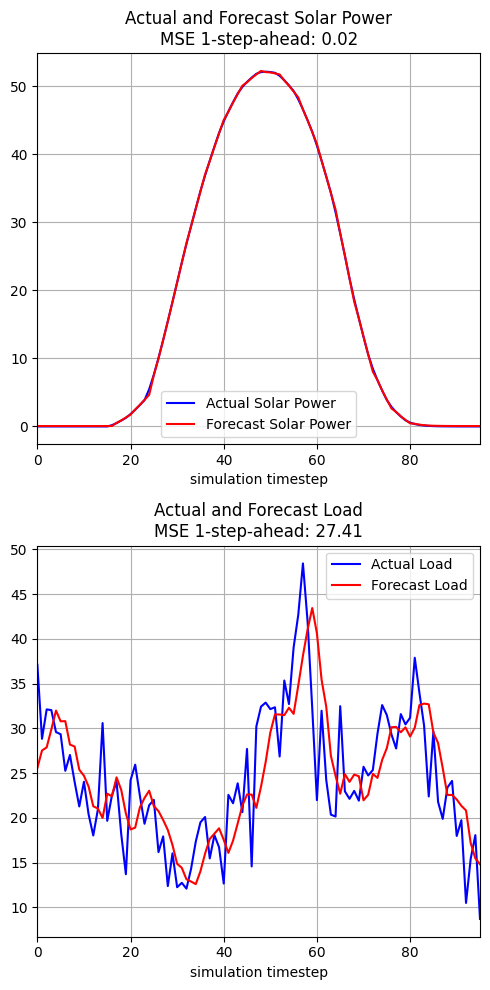 Actual and Forecast Solar Power
MSE 1-step-ahead: 0.02
50
40
30
20
10
0
Actual Solar Power
Forecast Solar Power
0 20 40 60 80
simulation timestep
Actual and Forecast Load
MSE 1-step-ahead: 27.41
50
Actual Load
Forecast Load
45
40
35
30
25
20
15
10
0 20 40 60 80
simulation timestep